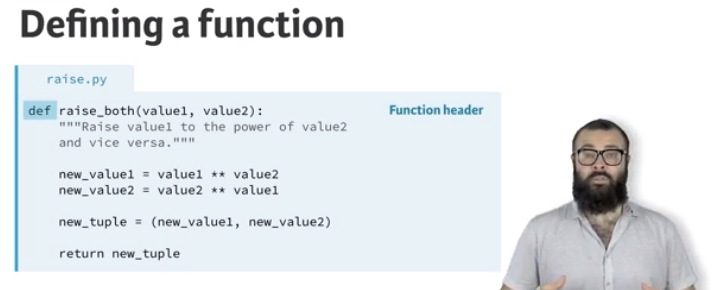 Defining a function
raise.py
def raise_both(value1, value2):
Function header
"""Raise value1 to the power of value2
and vice versa."""
new_value1 = value1 ** value2
new_value2 = value2 ** value1
new_tuple = (new_value1, new_value2)
return new_tuple